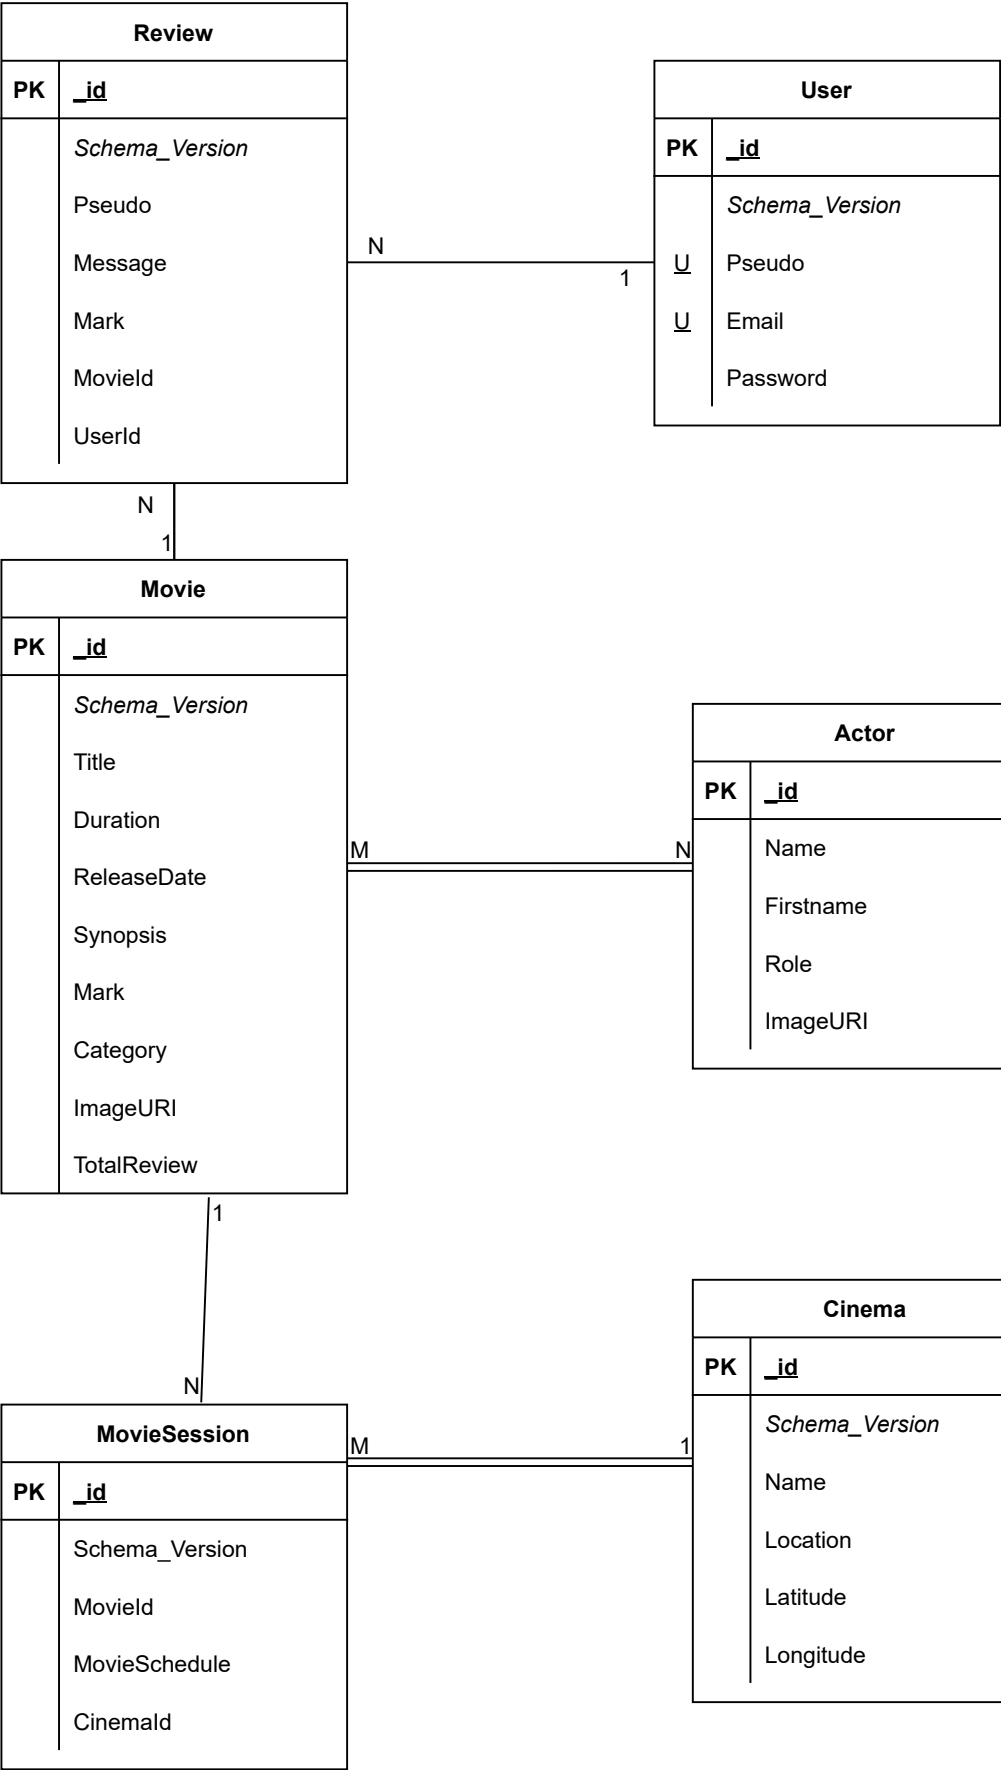 Review
PK _id
Schema_Version
Pseudo
Message
Mark
MovieId
UserId
User
PK _id
Schema_Version
U Pseudo
U Email
Password
N
1
N
1
Movie
PK _id
Schema_Version
Title
Duration
ReleaseDate
Synopsis
Mark
Category
ImageURI
TotalReview
M
N
Actor
PK _id
Name
Firstname
Role
ImageURI
1
N
MovieSession
PK _id
Schema_Version
MovieId
MovieSchedule
CinemaId
M
1
Cinema
PK _id
Schema_Version
Name
Location
Latitude
Longitude